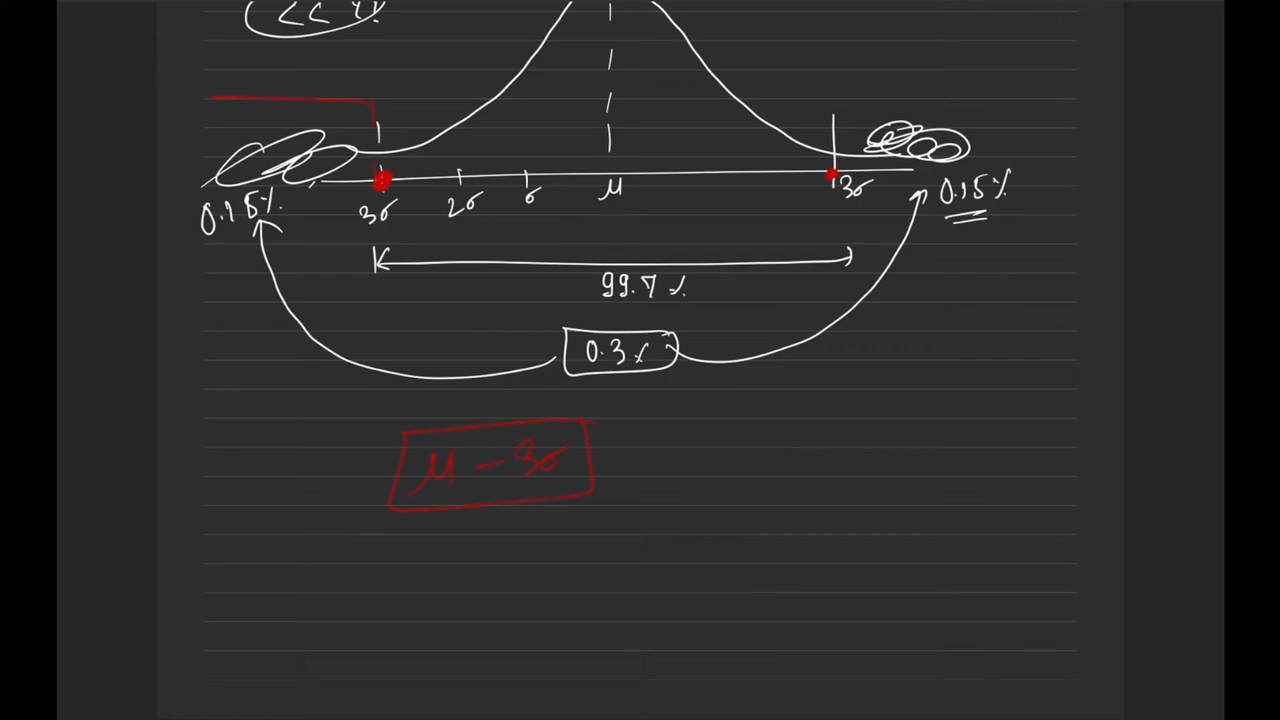 3σ 2σ σ μ 3σ
0.15% 0.15%
99.7%
0.3%
μ - 3σ